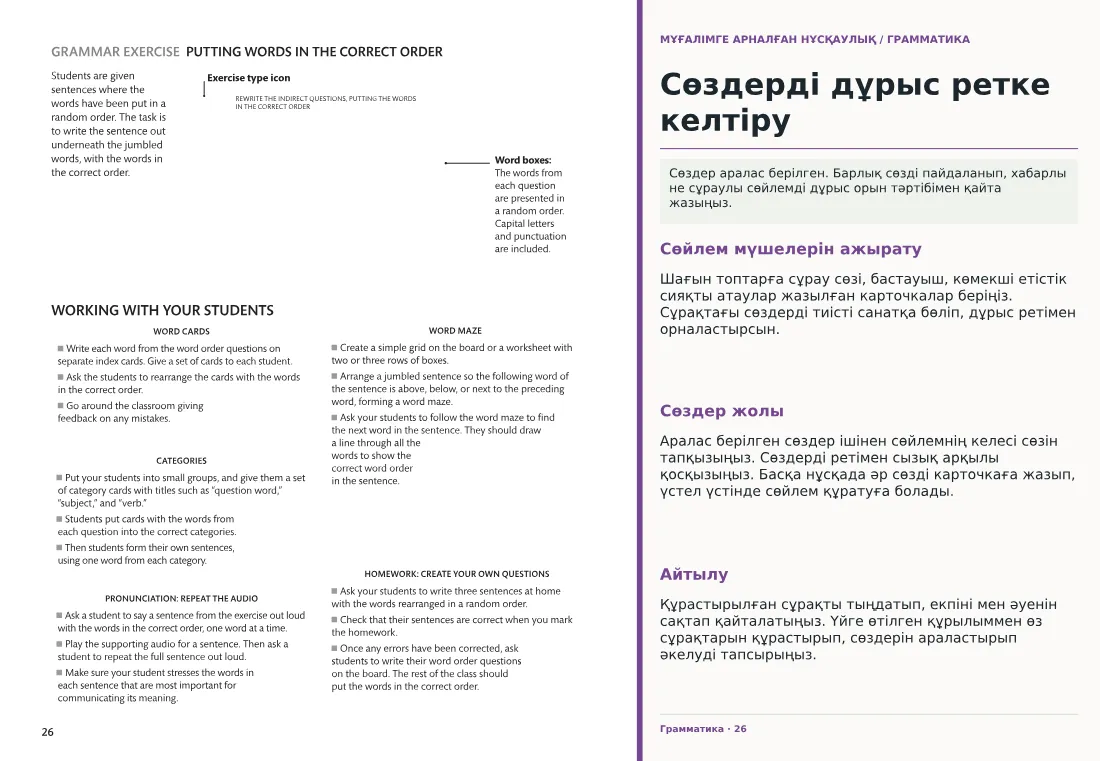 GRAMMAR EXERCISE PUTTING WORDS IN THE CORRECT ORDER
Students are given
sentences where the
words have been put in a
random order. The task is
to write the sentence out
underneath the jumbled
words, with the words in
the correct order.
Exercise type icon
REWRITE THE INDIRECT QUESTIONS, PUTTING THE WORDS
IN THE CORRECT ORDER
Word boxes:
The words from
each question
are presented in
a random order.
Capital letters
and punctuation
are included.
WORKING WITH YOUR STUDENTS
WORD CARDS
■ Write each word from the word order questions on
separate index cards. Give a set of cards to each student.
■ Ask the students to rearrange the cards with the words
in the correct order.
■ Go around the classroom giving
feedback on any mistakes.
CATEGORIES
■ Put your students into small groups, and give them a set
of category cards with titles such as “question word,”
“subject,” and “verb.”
■ Students put cards with the words from
each question into the correct categories.
■ Then students form their own sentences,
using one word from each category.
PRONUNCIATION: REPEAT THE AUDIO
■ Ask a student to say a sentence from the exercise out loud
with the words in the correct order, one word at a time.
■ Play the supporting audio for a sentence. Then ask a
student to repeat the full sentence out loud.
■ Make sure your student stresses the words in
each sentence that are most important for
communicating its meaning.
WORD MAZE
■ Create a simple grid on the board or a worksheet with
two or three rows of boxes.
■ Arrange a jumbled sentence so the following word of
the sentence is above, below, or next to the preceding
word, forming a word maze.
■ Ask your students to follow the word maze to find
the next word in the sentence. They should draw
a line through all the
words to show the
correct word order
in the sentence.
HOMEWORK: CREATE YOUR OWN QUESTIONS
■ Ask your students to write three sentences at home
with the words rearranged in a random order.
■ Check that their sentences are correct when you mark
the homework.
■ Once any errors have been corrected, ask
students to write their word order questions
on the board. The rest of the class should
put the words in the correct order.
26
МҰҒАЛІМГЕ АРНАЛҒАН НҰСҚАУЛЫҚ / ГРАММАТИКА
Сөздерді дұрыс ретке
келтіру
Сөздер аралас берілген. Барлық сөзді пайдаланып, хабарлы
не сұраулы сөйлемді дұрыс орын тәртібімен қайта
жазыңыз.
Сөйлем мүшелерін ажырату
Шағын топтарға сұрау сөзі, бастауыш, көмекші етістік
сияқты атаулар жазылған карточкалар беріңіз.
Сұрақтағы сөздерді тиісті санатқа бөліп, дұрыс ретімен
орналастырсын.
Сөздер жолы
Аралас берілген сөздер ішінен сөйлемнің келесі сөзін
тапқызыңыз. Сөздерді ретімен сызық арқылы
қосқызыңыз. Басқа нұсқада әр сөзді карточкаға жазып,
үстел үстінде сөйлем құратуға болады.
Айтылу
Құрастырылған сұрақты тыңдатып, екпіні мен әуенін
сақтап қайталатыңыз. Үйге өтілген құрылыммен өз
сұрақтарын құрастырып, сөздерін араластырып
әкелуді тапсырыңыз.
Грамматика · 26